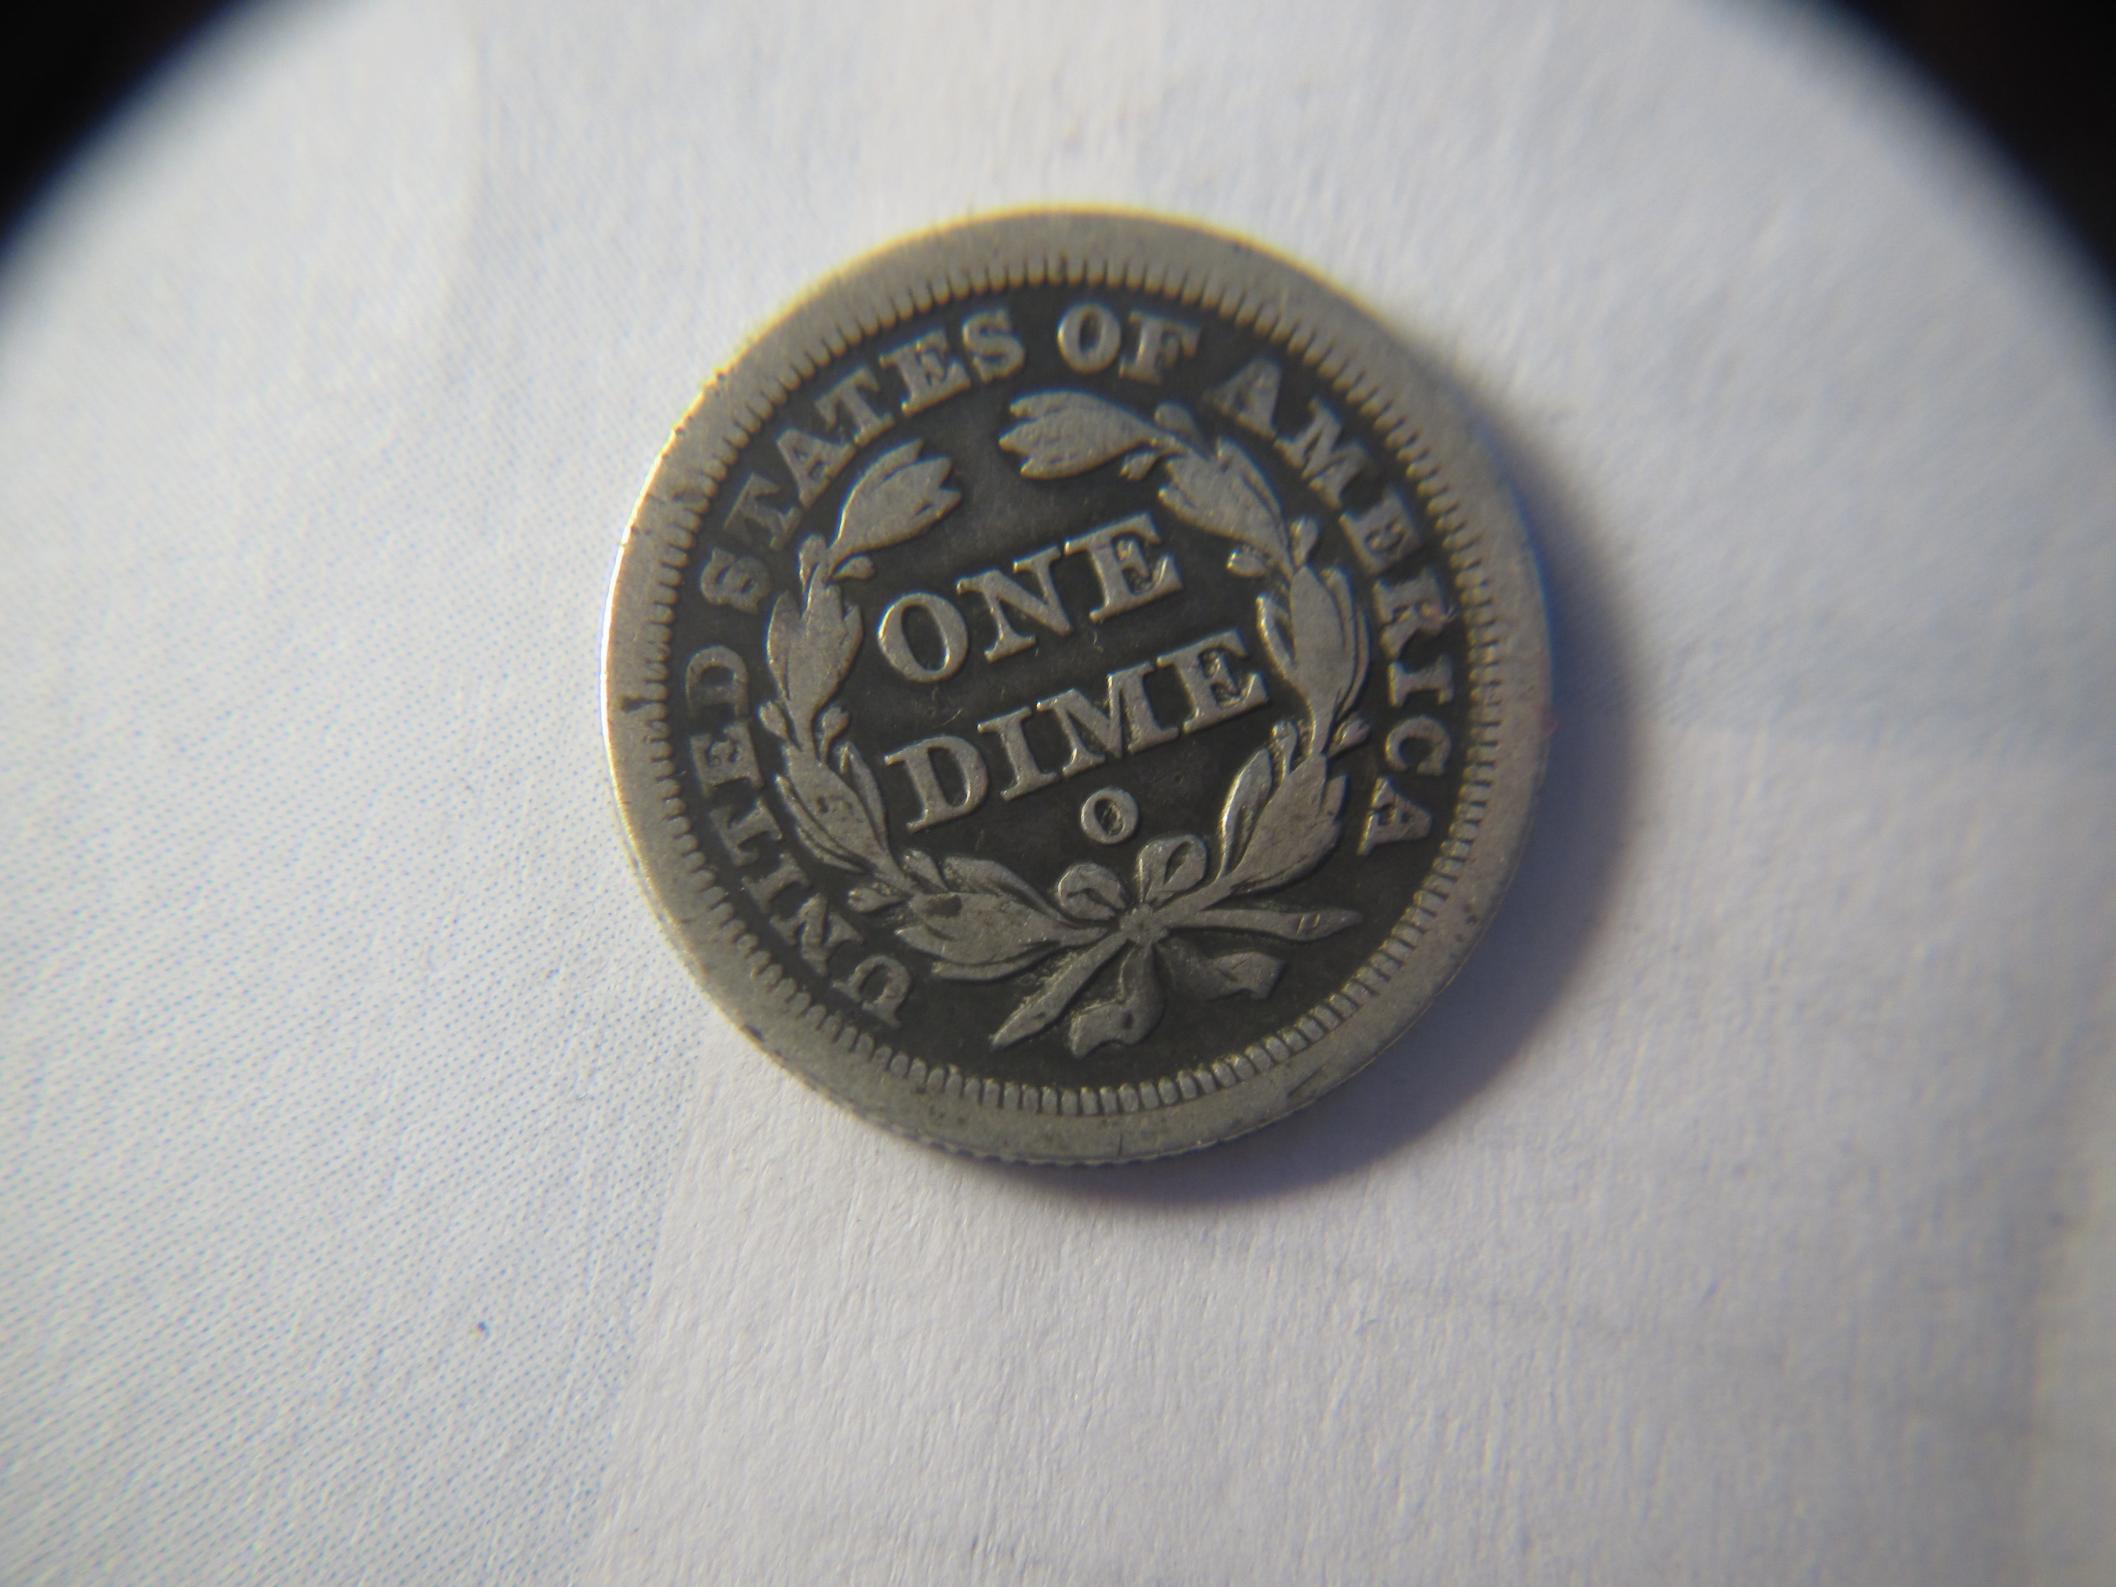 UNITED STATES OF AMERICA
ONE
DIME
O